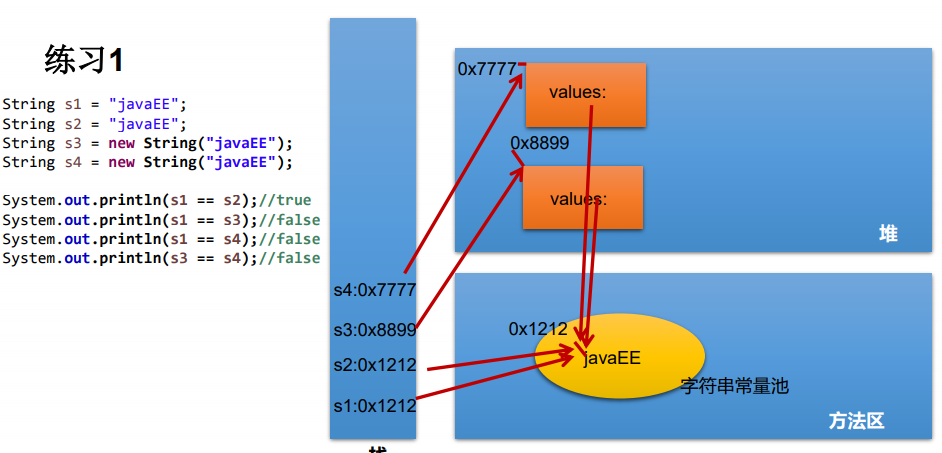 练习1
String s1 = "javaEE";
String s2 = "javaEE";
String s3 = new String("javaEE");
String s4 = new String("javaEE");
System.out.println(s1 == s2);//true
System.out.println(s1 == s3);//false
System.out.println(s1 == s4);//false
System.out.println(s3 == s4);//false
s4:0x7777
s3:0x8899
s2:0x1212
s1:0x1212
0x7777
values:
0x8899
values:
堆
0x1212
javaEE
字符串常量池
方法区